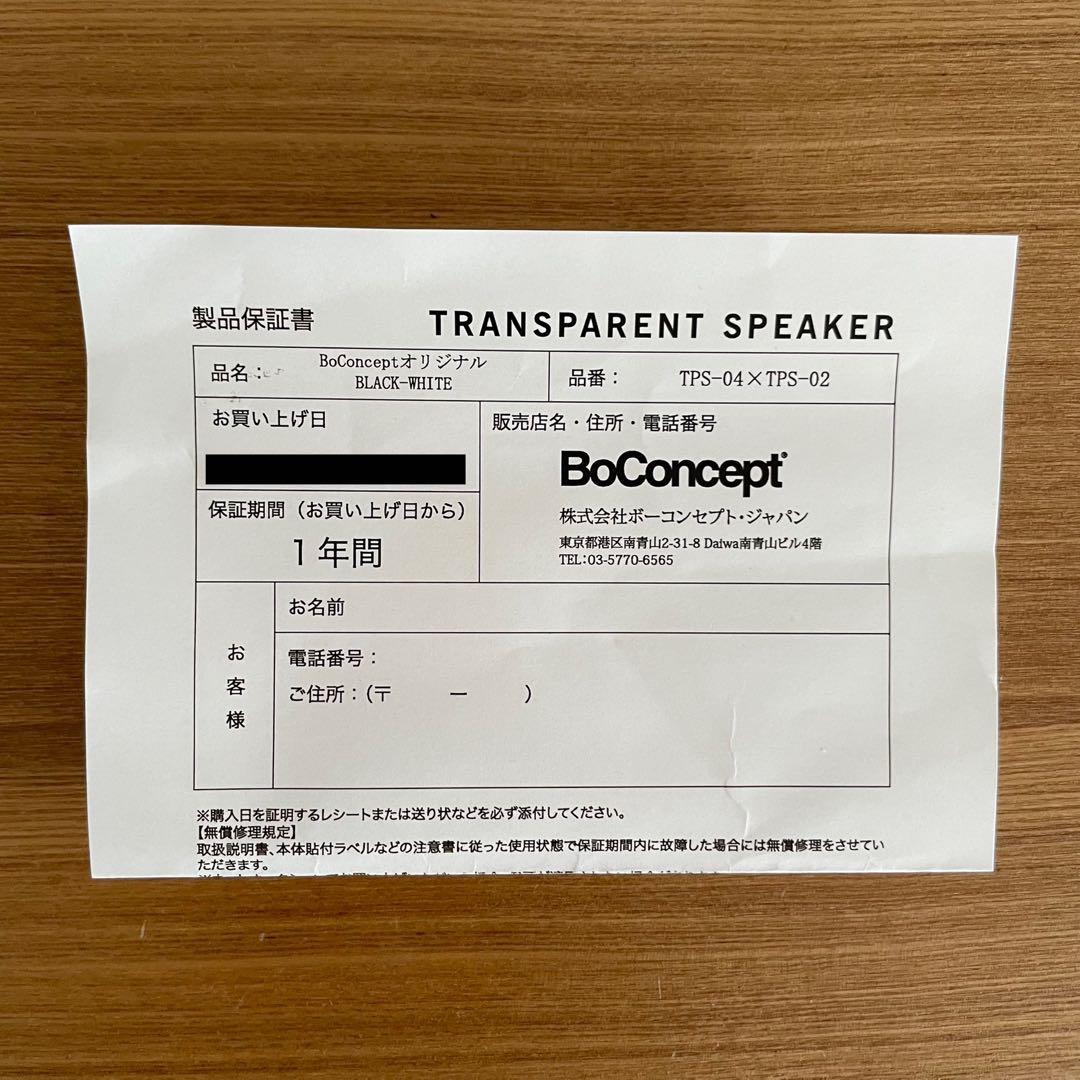 製品保証書
TRANSPARENT SPEAKER
品名：
BoConceptオリジナル
BLACK-WHITE
品番：
TPS-04×TPS-02
お買い上げ日
販売店名・住所・電話番号
BoConcept®
株式会社ボーコンセプト・ジャパン
東京都港区南青山2-31-8 Daiwa南青山ビル4階
TEL:03-5770-6565
保証期間（お買い上げ日から）
1年間
お客様
お名前
電話番号：
ご住所：(〒 ー )
※購入日を証明するレシートまたは送り状などを必ず添付してください。
【無償修理規定】
取扱説明書、本体貼付ラベルなどの注意書に従った使用状態で保証期間内に故障した場合には無償修理をさせてい
ただきます。